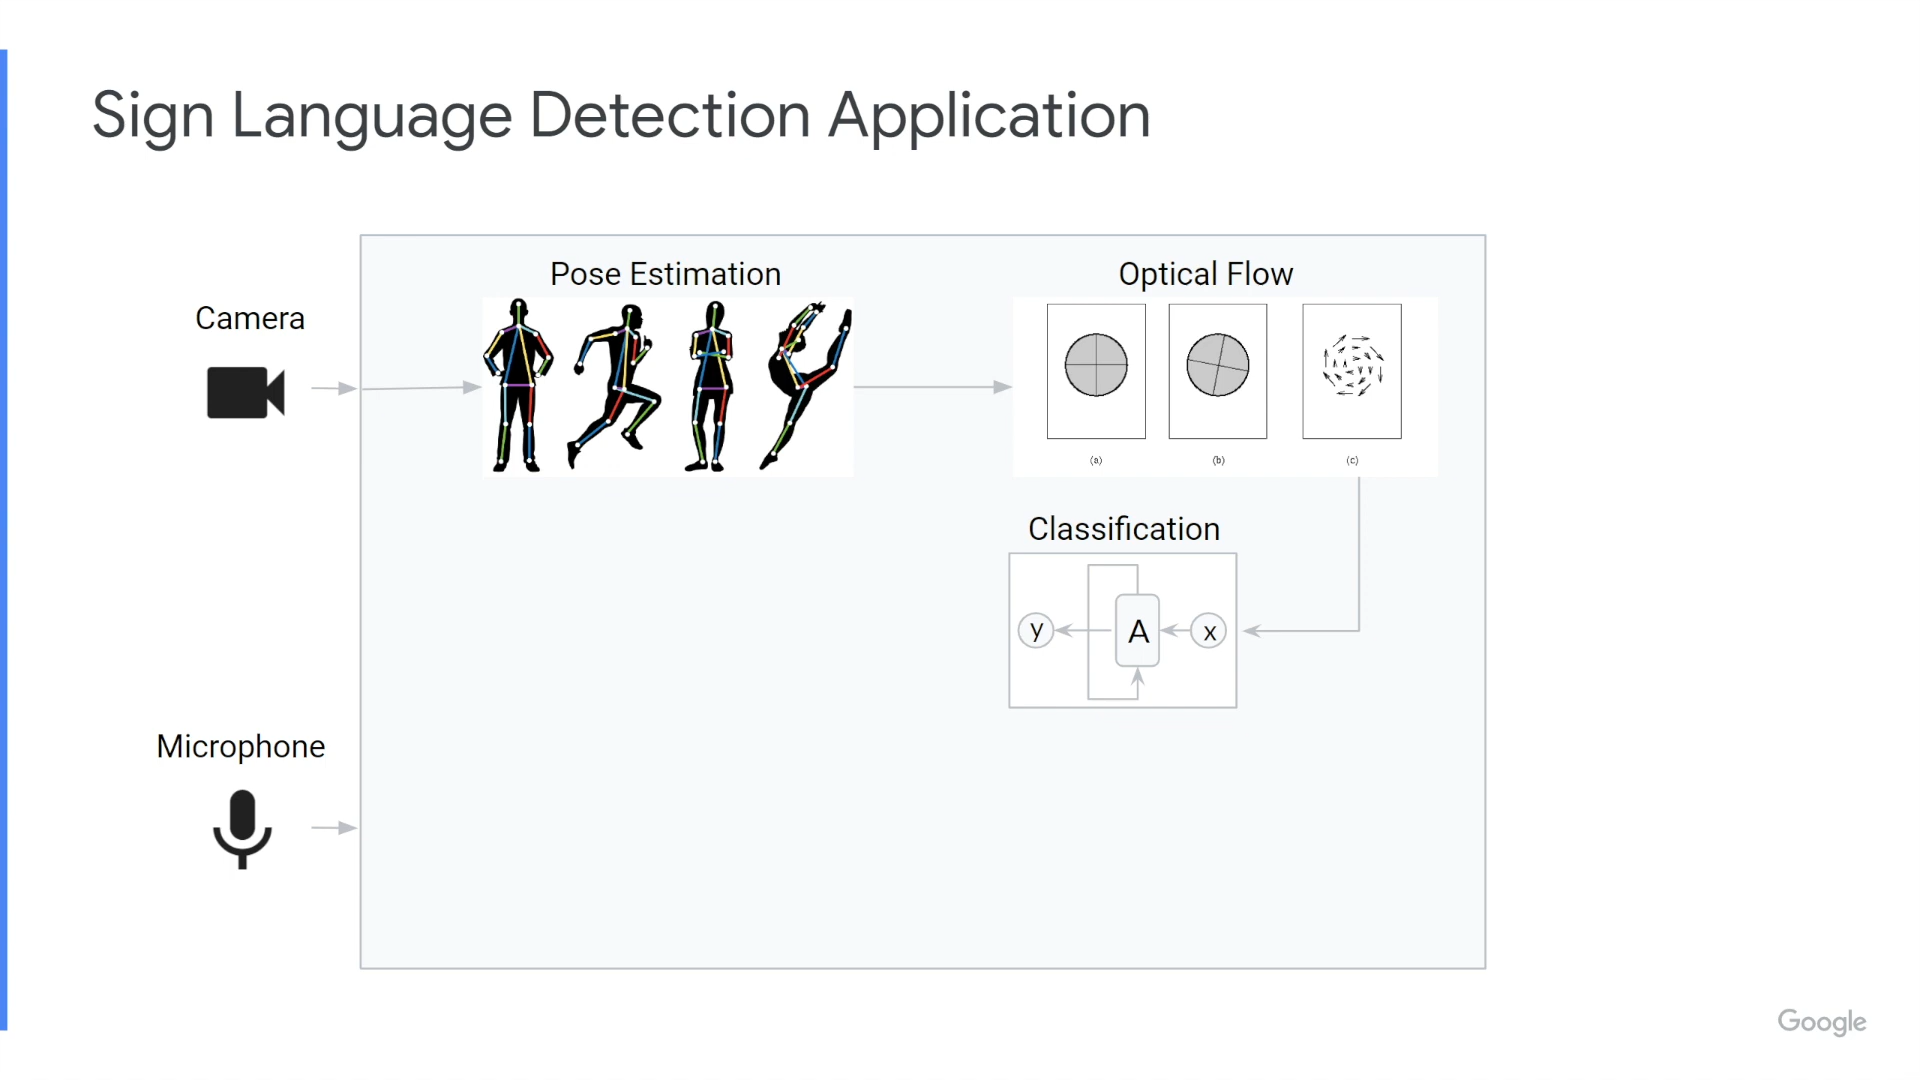 Sign Language Detection Application
Camera
Pose Estimation
Optical Flow
(a)
(b)
(c)
Classification
y
A
x
Microphone
Google